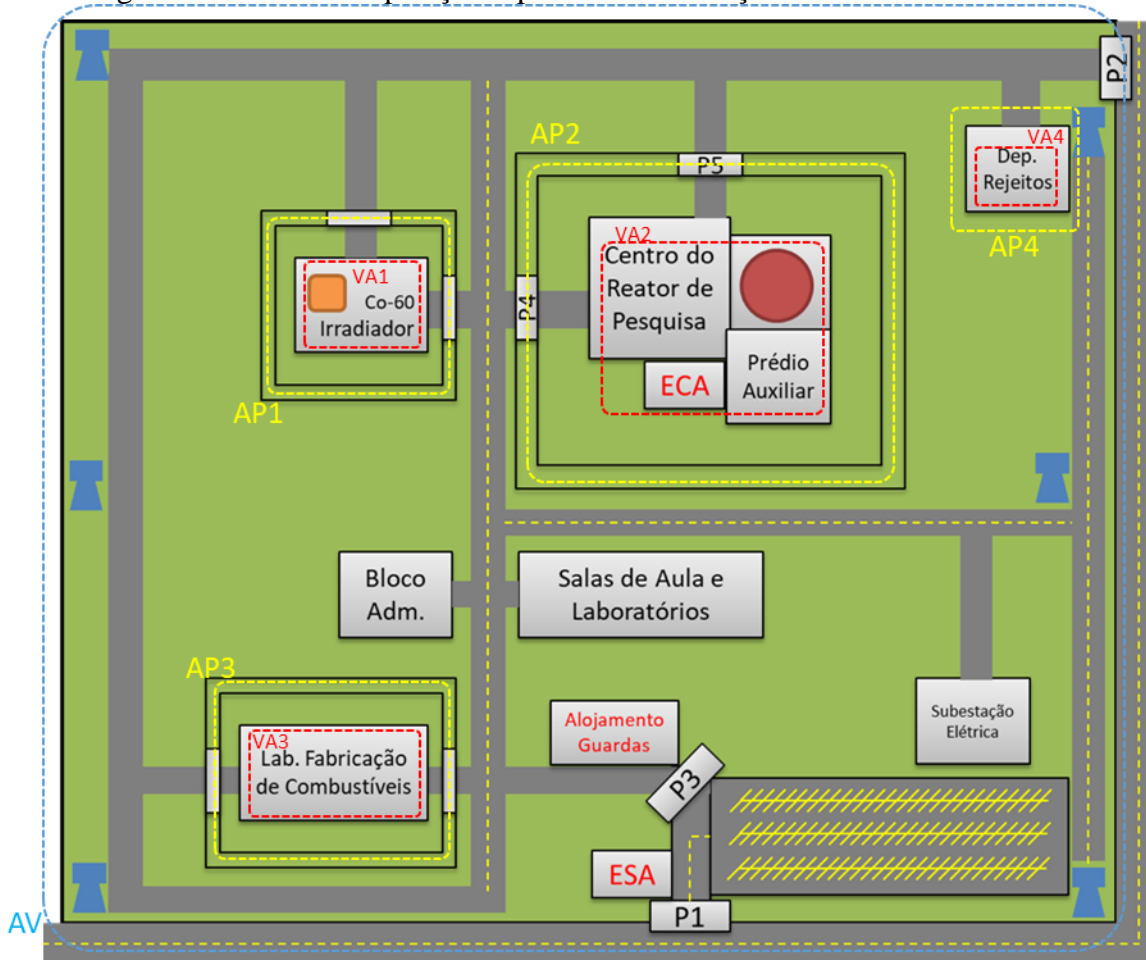 P2
AP2
VA4
Dep.
Rejeitos
P5
AP4
VA2
Centro do
Reator de
Pesquisa
VA1
Co-60
Irradiador
P4
Prédio
Auxiliar
ECA
AP1
Bloco
Adm.
Salas de Aula e
Laboratórios
AP3
Alojamento
Guardas
Subestação
Elétrica
VA3
Lab. Fabricação
de Combustíveis
P3
ESA
P1
AV